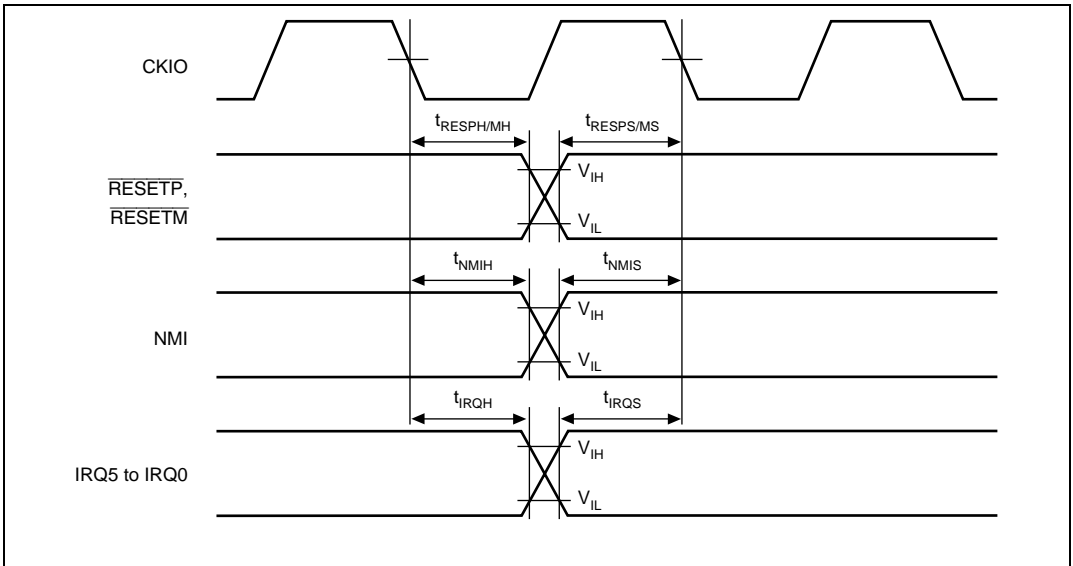 CKIO
tRESPH/MH tRESPS/MS
RESETP,
RESETM
VIH
VIL
tNMIH tNMIS
NMI
VIH
VIL
tIRQH tIRQS
IRQ5 to IRQ0
VIH
VIL